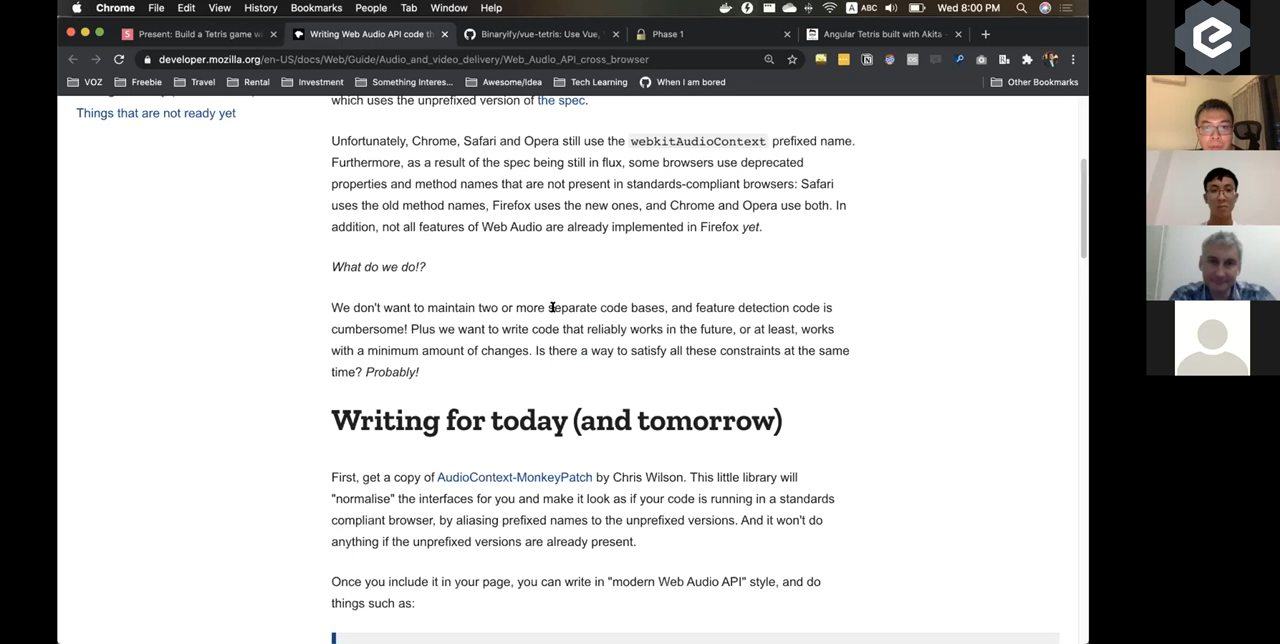 Chrome File Edit View History Bookmarks People Tab Window Help
A ABC Wed 8:00 PM
Present: Build a Tetris game wi
Writing Web Audio API code th
Binaryify/vue-tetris: Use Vue,
Phase 1
Angular Tetris built with Akita
developer.mozilla.org/en-US/docs/Web/Guide/Audio_and_video_delivery/Web_Audio_API_cross_browser
VOZ Freebie Travel Rental Investment Something Interes... Awesome/Idea Tech Learning When I am bored Other Bookmarks
Things that are not ready yet
which uses the unprefixed version of the spec.
Unfortunately, Chrome, Safari and Opera still use the webkitAudioContext prefixed name.
Furthermore, as a result of the spec being still in flux, some browsers use deprecated
properties and method names that are not present in standards-compliant browsers: Safari
uses the old method names, Firefox uses the new ones, and Chrome and Opera use both. In
addition, not all features of Web Audio are already implemented in Firefox yet.
What do we do!?
We don't want to maintain two or more separate code bases, and feature detection code is
cumbersome! Plus we want to write code that reliably works in the future, or at least, works
with a minimum amount of changes. Is there a way to satisfy all these constraints at the same
time? Probably!
Writing for today (and tomorrow)
First, get a copy of AudioContext-MonkeyPatch by Chris Wilson. This little library will
"normalise" the interfaces for you and make it look as if your code is running in a standards
compliant browser, by aliasing prefixed names to the unprefixed versions. And it won't do
anything if the unprefixed versions are already present.
Once you include it in your page, you can write in "modern Web Audio API" style, and do
things such as: